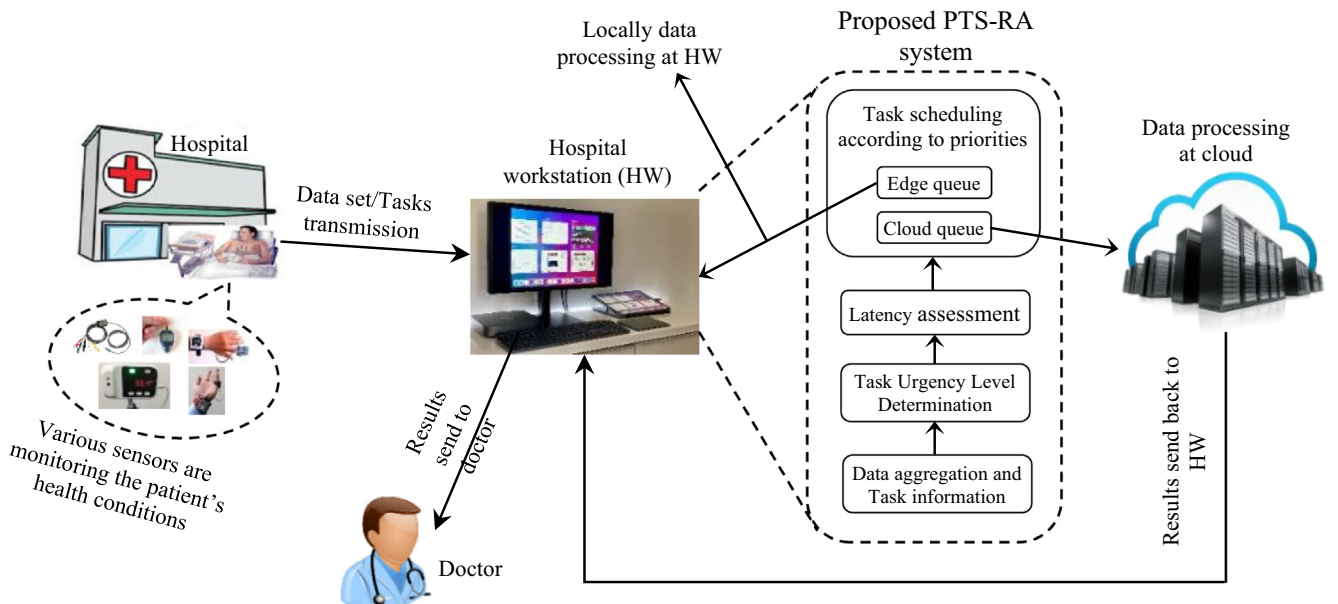 Hospital
Data set/Tasks
transmission
Various sensors are
monitoring the patient's
health conditions
Locally data
processing at HW
Hospital
workstation (HW)
Results
send to
doctor
Doctor
Proposed PTS-RA
system
Task scheduling
according to priorities
Edge queue
Cloud queue
Latency assessment
Task Urgency Level
Determination
Data aggregation and
Task information
Data processing
at cloud
Results send back to
HW